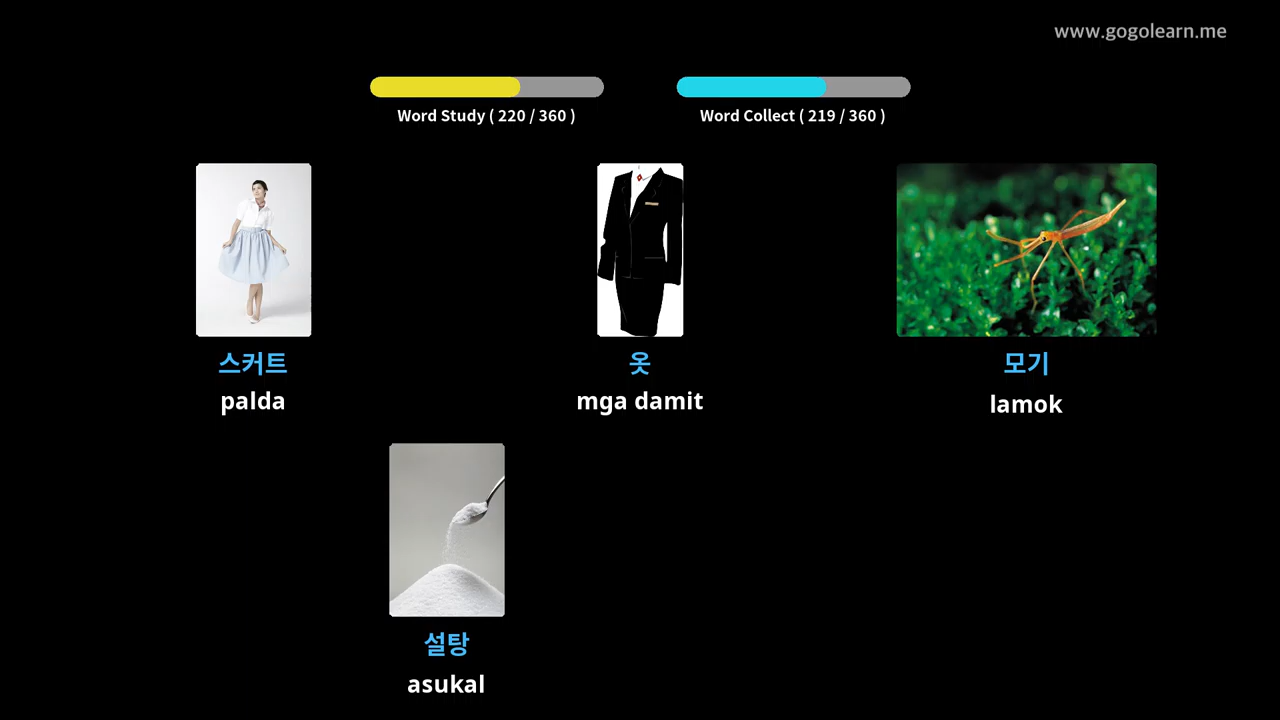 www.gogolearn.me
Word Study ( 220 / 360 )
Word Collect ( 219 / 360 )
스커트
palda
옷
mga damit
모기
lamok
설탕
asukal